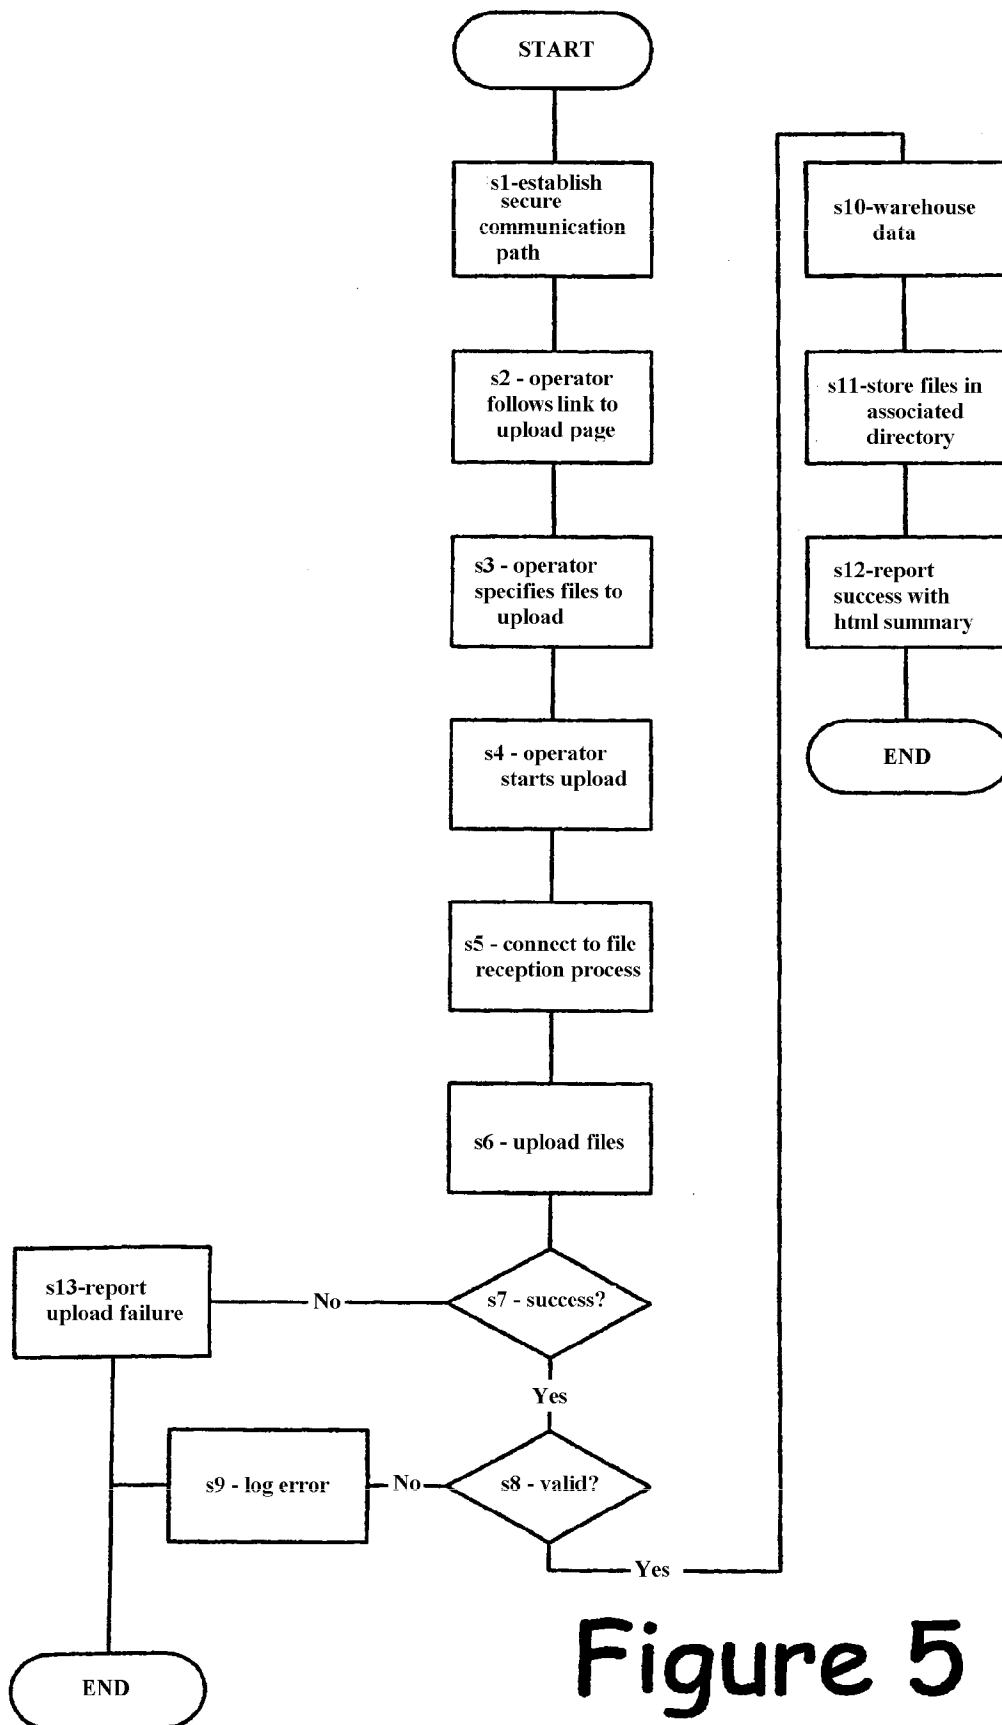 START
s1-establish
secure
communication
path
s2 - operator
follows link to
upload page
s3 - operator
specifies files to
upload
s4 - operator
starts upload
s5 - connect to file
reception process
s6 - upload files
s7 - success?
No
s13-report
upload failure
Yes
s8 - valid?
No
s9 - log error
END
Yes
s10-warehouse
data
s11-store files in
associated
directory
s12-report
success with
html summary
END
Figure 5